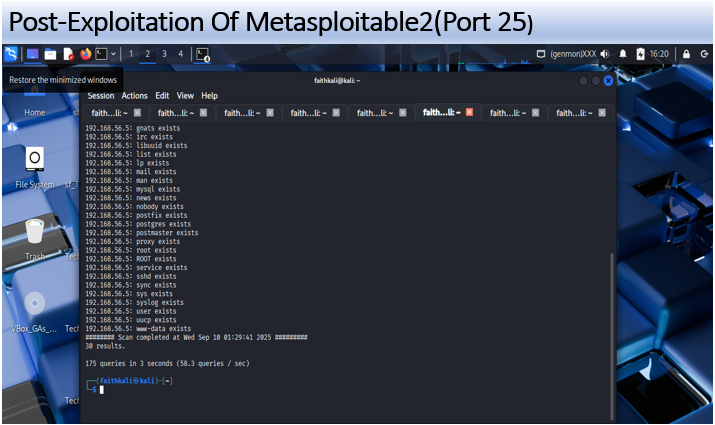 Post-Exploitation Of Metasploitable2(Port 25)
1 2 3 4
4
(genmon)XXX
16:20
Restore the minimized windows
faithkali@kali: ~
Session Actions Edit View Help
faith...li: ~ faith...li: ~ faith...li: ~ faith...li: ~ faith...li: ~ faith...li: ~ faith...li: ~ faith...li: ~
Home
File System
Trash
VBox_GAs_...
Tech
192.168.56.5: gnats exists
192.168.56.5: irc exists
192.168.56.5: libuuid exists
192.168.56.5: list exists
192.168.56.5: lp exists
192.168.56.5: mail exists
192.168.56.5: man exists
192.168.56.5: mysql exists
192.168.56.5: news exists
192.168.56.5: nobody exists
192.168.56.5: postfix exists
192.168.56.5: postgres exists
192.168.56.5: postmaster exists
192.168.56.5: proxy exists
192.168.56.5: root exists
192.168.56.5: ROOT exists
192.168.56.5: service exists
192.168.56.5: sshd exists
192.168.56.5: sync exists
192.168.56.5: sys exists
192.168.56.5: syslog exists
192.168.56.5: user exists
192.168.56.5: uucp exists
192.168.56.5: www-data exists
######## Scan completed at Wed Sep 10 01:29:41 2025 #########
30 results.
175 queries in 3 seconds (58.3 queries / sec)
(faithkali㉿kali)-[~]
$